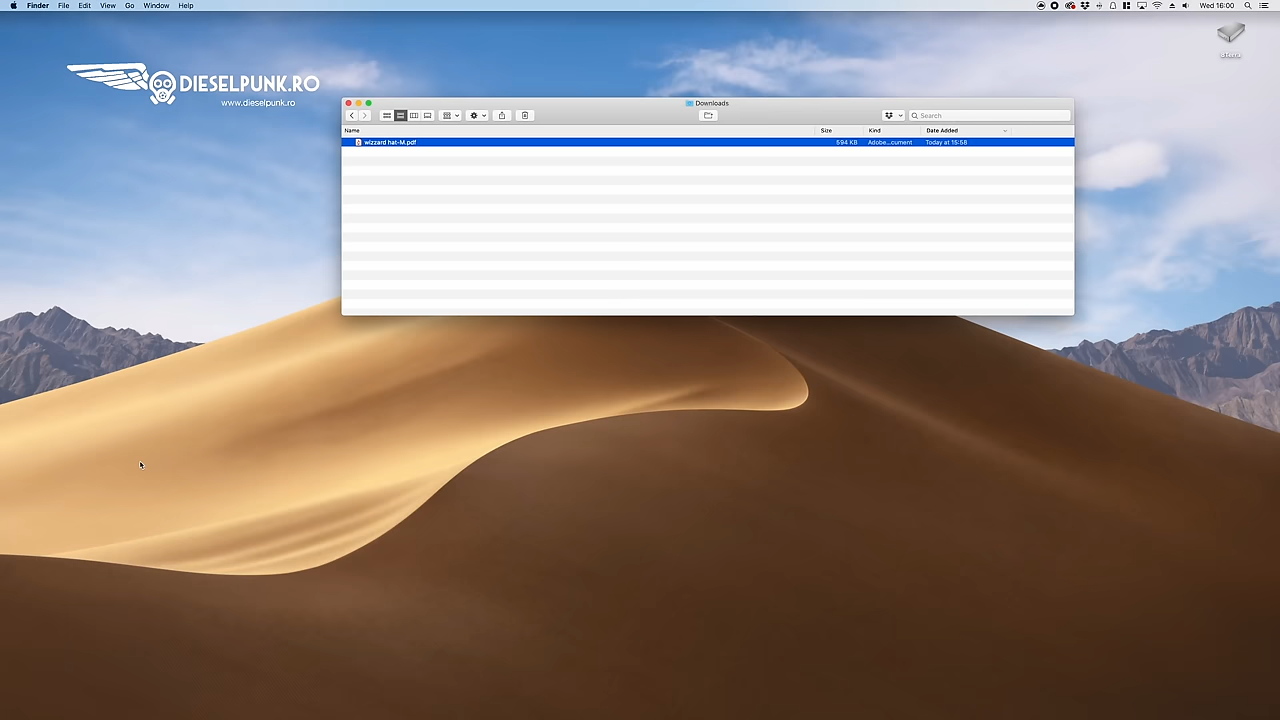 Finder File Edit View Go Window Help
Wed 16:00
DIESELPUNK.RO
www.dieselpunk.ro
Downloads
Search
Name Size Kind Date Added
wizzard hat-M.pdf 594 KB Adobe...cument Today at 15:58